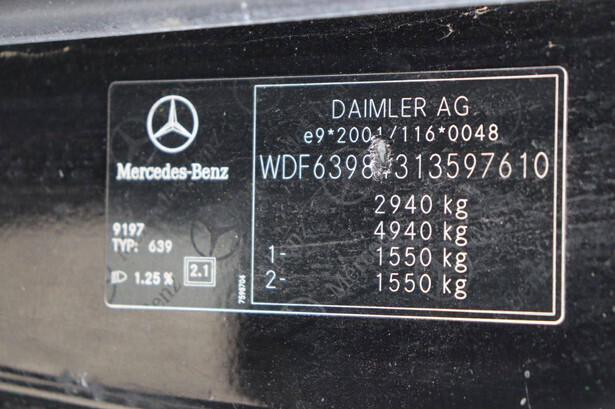 Mercedes-Benz
9197
TYP: 639
1.25 %
2.1
7598704
DAIMLER AG
e9*2001/116*0048
2940 kg
4940 kg
1- 1550 kg
2- 1550 kg